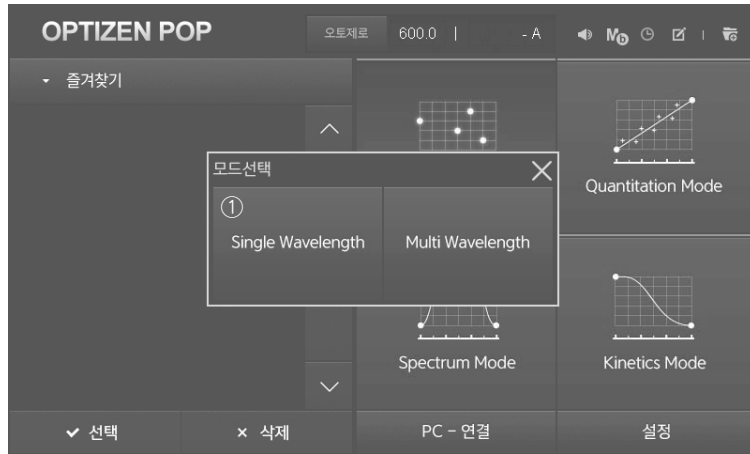 OPTIZEN POP
오토제로 600.0 | - A
즐겨찾기
모드선택
①
Single Wavelength
Multi Wavelength
Quantitation Mode
Spectrum Mode
Kinetics Mode
선택
삭제
PC - 연결
설정